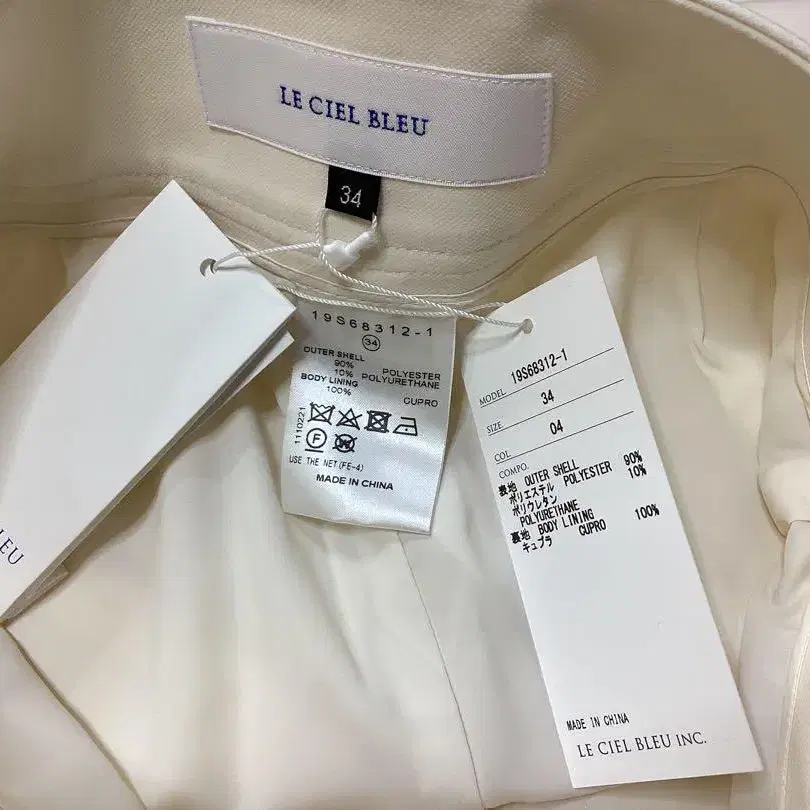 LE CIEL BLEU
34
19S68312-1
34
OUTER SHELL
90%
POLYESTER
10%
POLYURETHANE
BODY LINING
100%
CUPRO
1110221
F
USE THE NET(FE-4)
MADE IN CHINA
BLEU
MODEL 19S68312-1
SIZE 34
COL. 04
COMPO.
表地 OUTER SHELL 90%
ポリエステル POLYESTER 10%
ポリウレタン
POLYURETHANE
裏地 BODY LINING 100%
キュプラ CUPRO
MADE IN CHINA
LE CIEL BLEU INC.